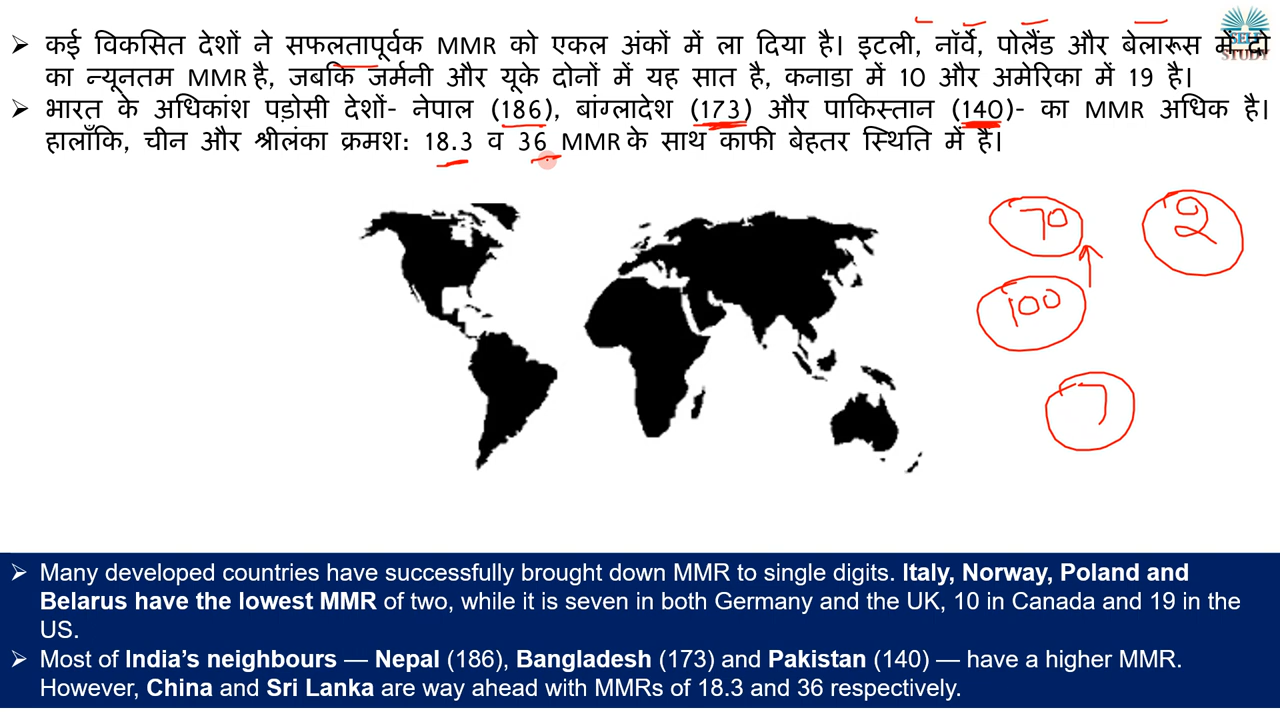 ➢ कई विकसित देशों ने सफलतापूर्वक MMR को एकल अंकों में ला दिया है। इटली, नॉर्वे, पोलैंड और बेलारूस में दो
का न्यूनतम MMR है, जबकि जर्मनी और यूके दोनों में यह सात है, कनाडा में 10 और अमेरिका में 19 है।
➢ भारत के अधिकांश पड़ोसी देशों- नेपाल (186), बांग्लादेश (173) और पाकिस्तान (140)- का MMR अधिक है।
हालाँकि, चीन और श्रीलंका क्रमश: 18.3 व 36 MMR के साथ काफी बेहतर स्थिति में है।
SELF
STUDY
70
2
100
7
➢ Many developed countries have successfully brought down MMR to single digits. Italy, Norway, Poland and
Belarus have the lowest MMR of two, while it is seven in both Germany and the UK, 10 in Canada and 19 in the
US.
➢ Most of India’s neighbours — Nepal (186), Bangladesh (173) and Pakistan (140) — have a higher MMR.
However, China and Sri Lanka are way ahead with MMRs of 18.3 and 36 respectively.